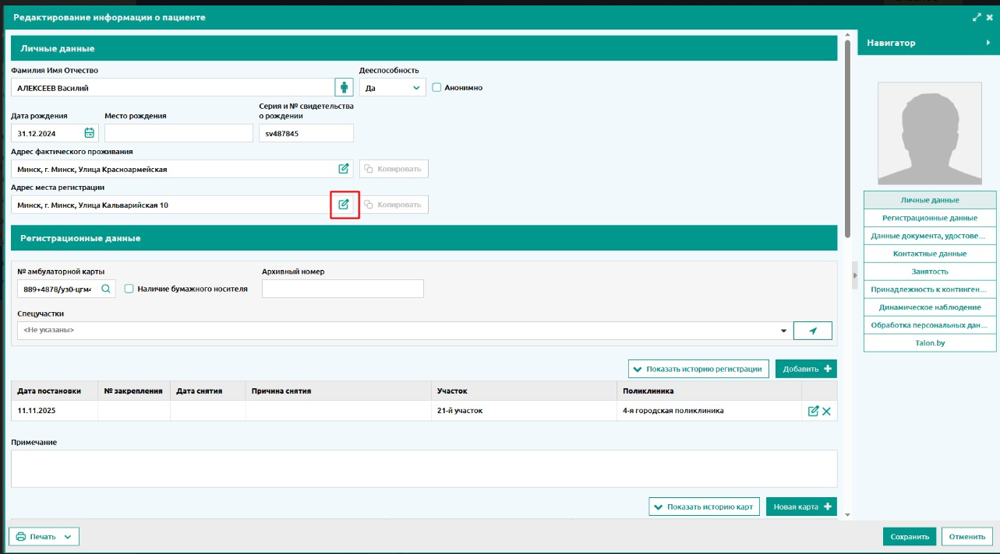 Редактирование информации о пациенте
Личные данные
Навигатор
Фамилия Имя Отчество
Дееспособность
АЛЕКСЕЕВ Василий
Да
Анонимно
Серия и № свидетельства
о рождении
Дата рождения
Место рождения
31.12.2024
sv487845
Адрес фактического проживания
Минск, г. Минск, Улица Красноармейская
Копировать
Адрес места регистрации
Минск, г. Минск, Улица Кальварийская 10
Копировать
Регистрационные данные
№ амбулаторной карты
Архивный номер
889+4878/уз0-цгм
Наличие бумажного носителя
Спецучастки
<Не указаны>
Показать историю регистрации
Добавить
Дата постановки
№ закрепления
Дата снятия
Причина снятия
Участок
Поликлиника
11.11.2025
21-й участок
4-я городская поликлиника
Примечание
Показать историю карт
Новая карта
Личные данные
Регистрационные данные
Данные документа, удостове...
Контактные данные
Занятость
Принадлежность к континген...
Динамическое наблюдение
Обработка персональных дан...
Talon.by
Печать
Сохранить
Отменить